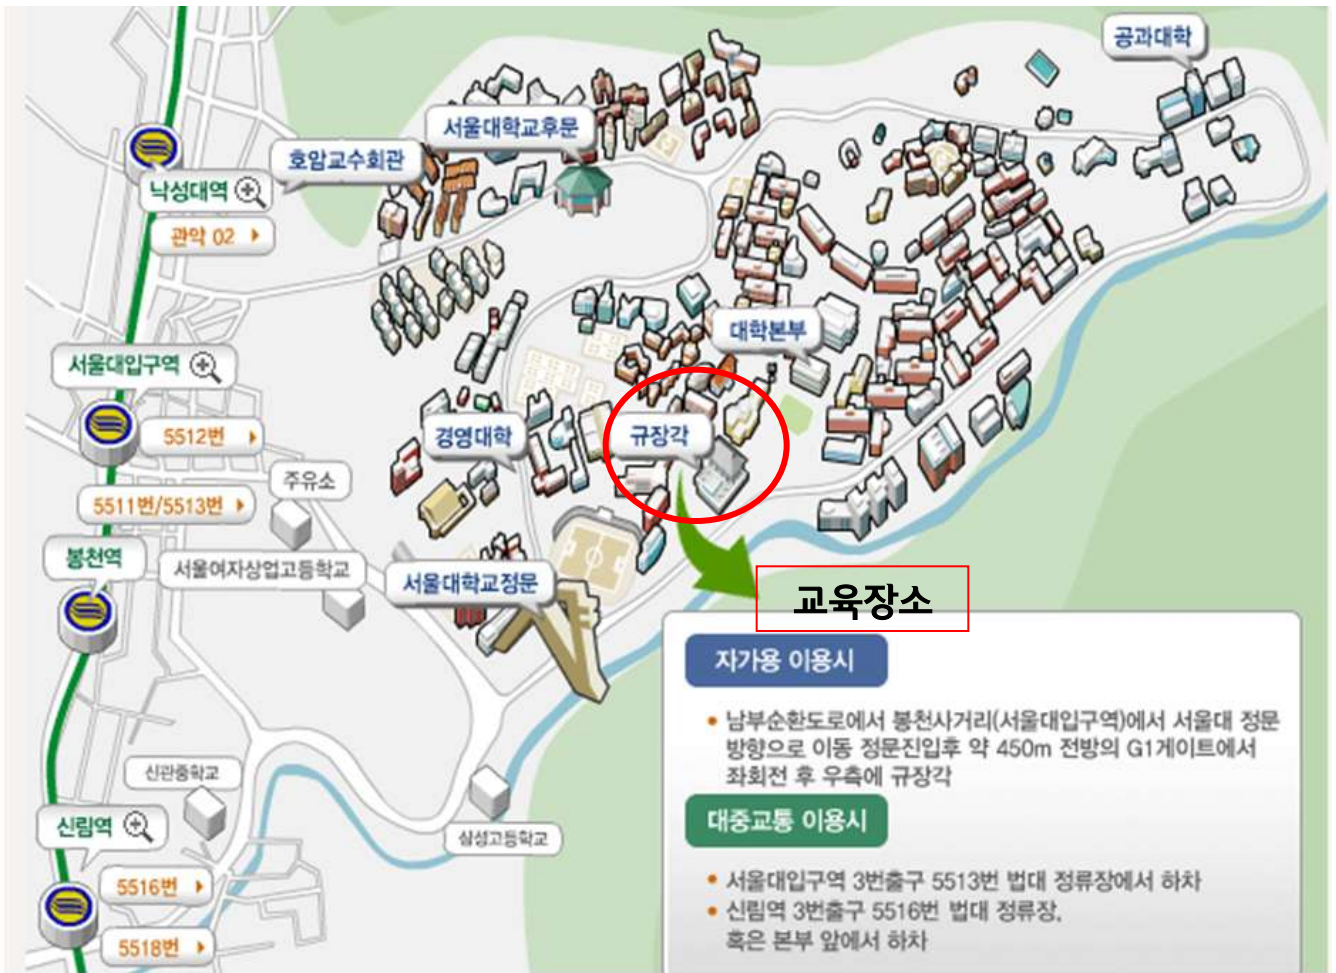 공과대학
서울대학교후문
호암교수회관
낙성대역
관악 02
대학본부
서울대입구역
5512번
경영대학
규장각
주유소
5511번/5513번
봉천역
서울여자상업고등학교
서울대학교정문
교육장소
자가용 이용시
• 남부순환도로에서 봉천사거리(서울대입구역)에서 서울대 정문
방향으로 이동 정문진입후 약 450m 전방의 G1게이트에서
좌회전 후 우측에 규장각
신관중학교
신림역
삼성고등학교
대중교통 이용시
5516번
5518번
• 서울대입구역 3번출구 5513번 법대 정류장에서 하차
• 신림역 3번출구 5516번 법대 정류장,
혹은 본부 앞에서 하차